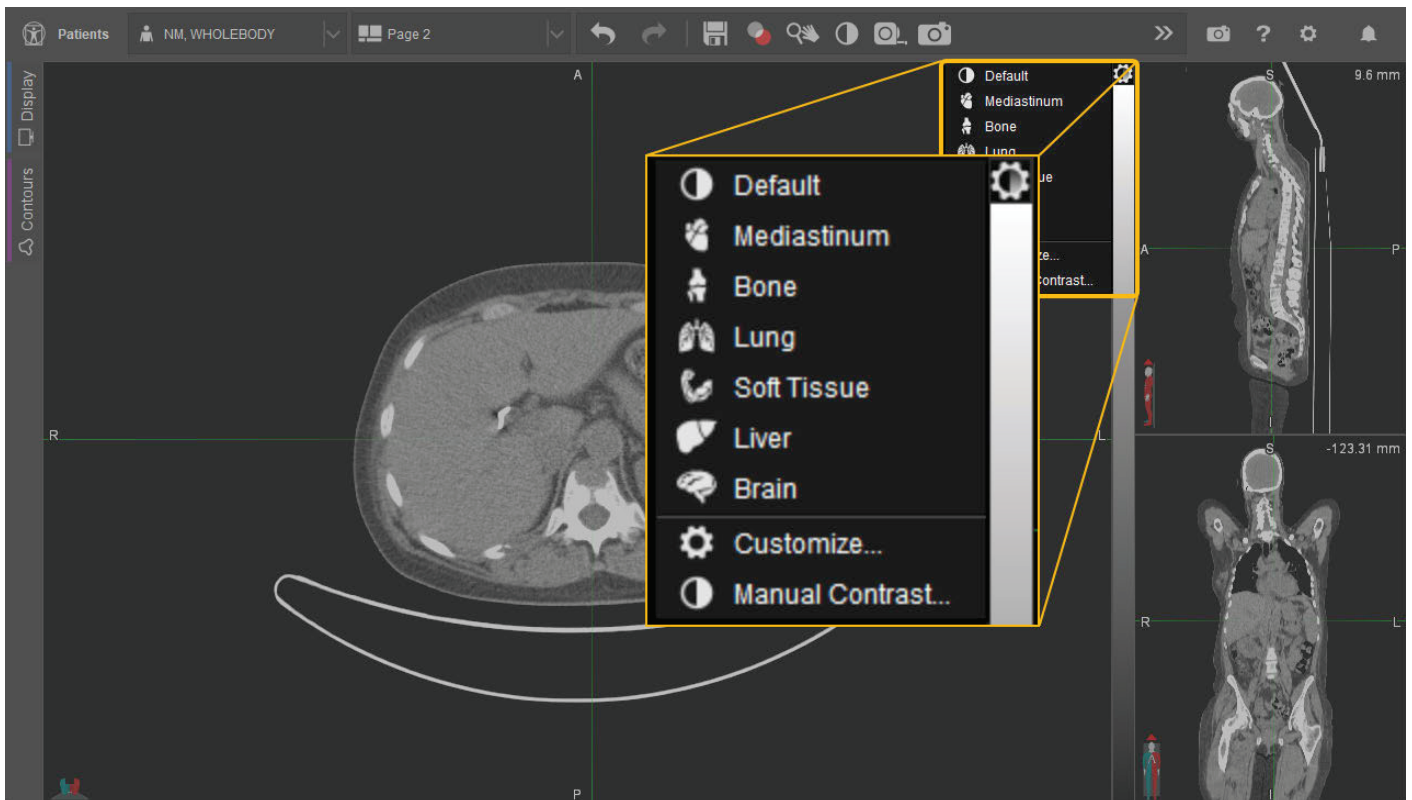 Patients
NM, WHOLEBODY
Page 2
?
Display
Contours
A
Default
Mediastinum
Bone
Lung
ue
ze...
Contrast...
Default
Mediastinum
Bone
Lung
Soft Tissue
Liver
Brain
Customize...
Manual Contrast...
R
L
P
S
9.6 mm
A
P
I
S
-123.31 mm
R
L
A
I